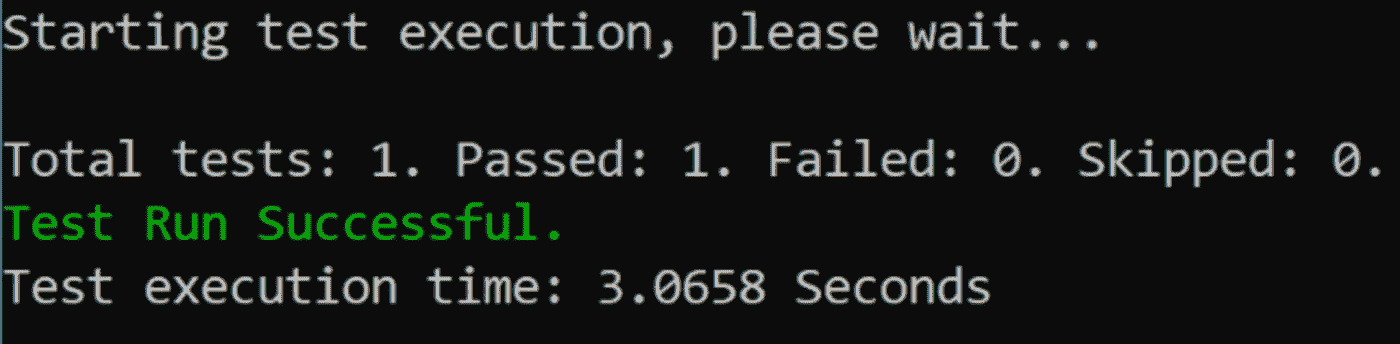 Starting test execution, please wait...
Total tests: 1. Passed: 1. Failed: 0. Skipped: 0.
Test Run Successful.
Test execution time: 3.0658 Seconds